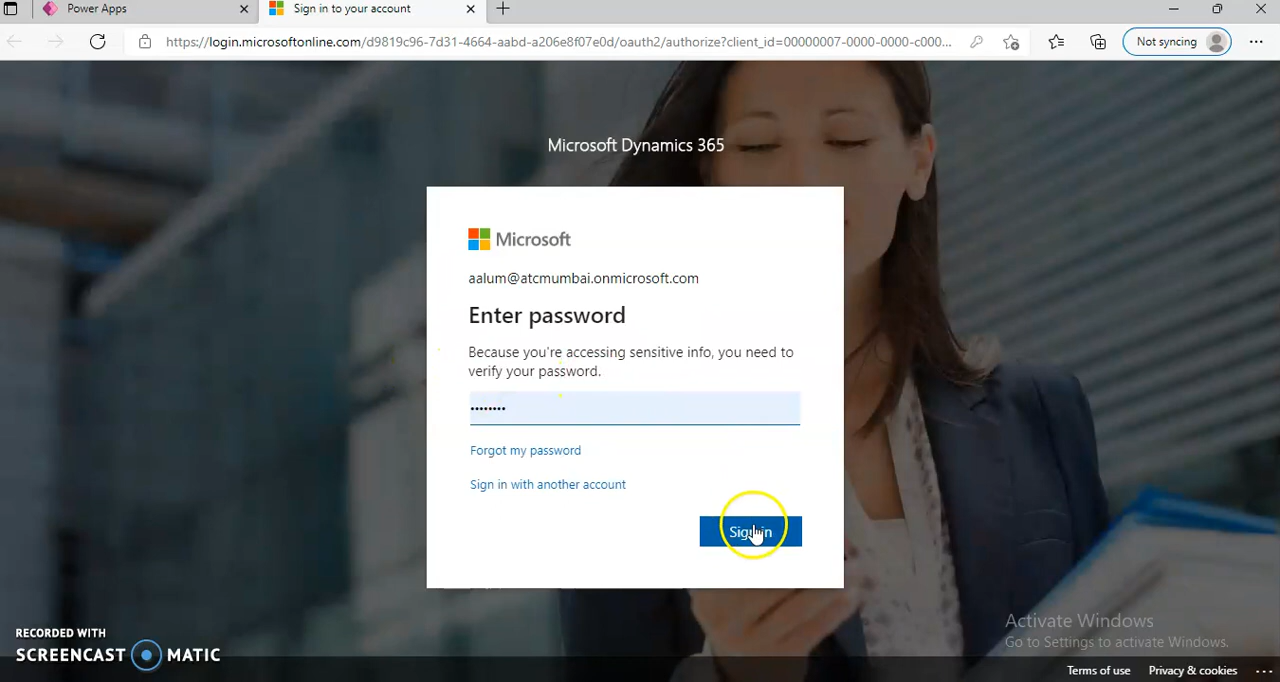 Power Apps
Sign in to your account
https://login.microsoftonline.com/d9819c96-7d31-4664-aabd-a206e8f07e0d/oauth2/authorize?client_id=00000007-0000-0000-c000...
Not syncing
Microsoft Dynamics 365
Microsoft
aalum@atcmumbai.onmicrosoft.com
Enter password
Because you're accessing sensitive info, you need to
verify your password.
••••••••
Forgot my password
Sign in with another account
Sign in
Activate Windows
Go to Settings to activate Windows.
RECORDED WITH
SCREENCAST MATIC
Terms of use Privacy & cookies ...